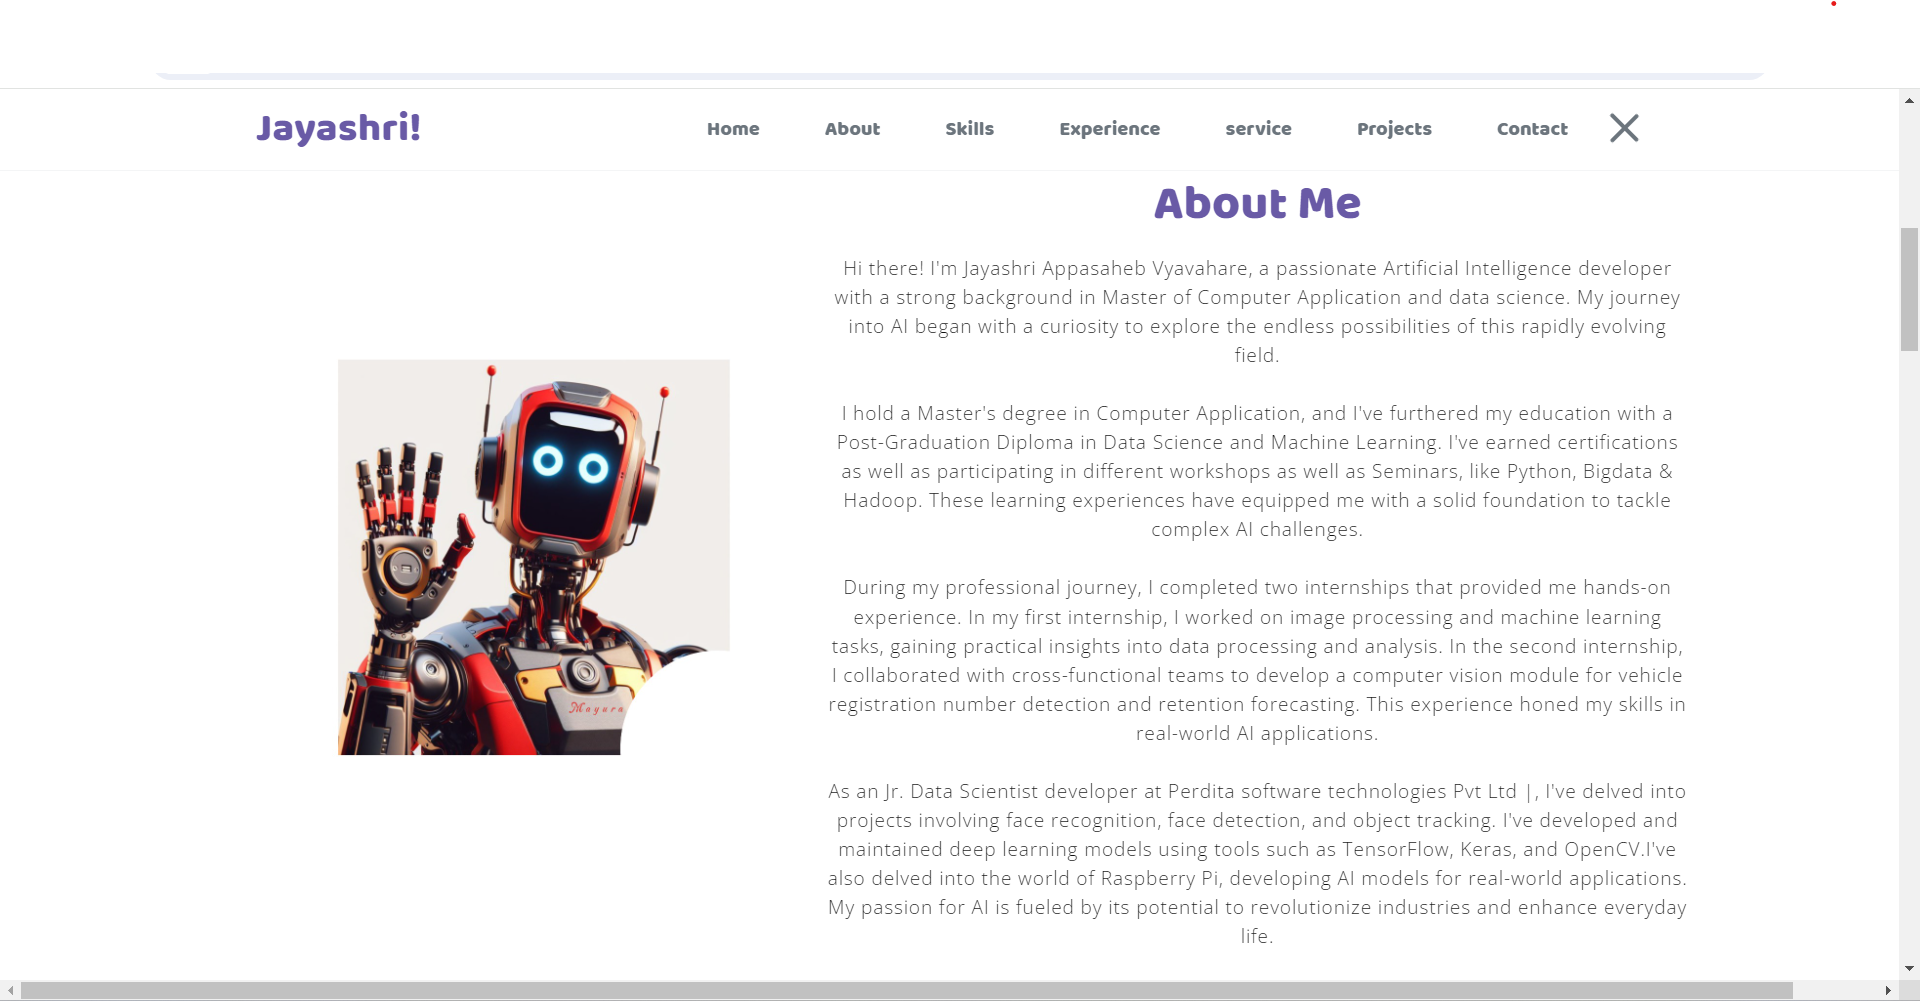 Jayashri!
Home About Skills Experience service Projects Contact
About Me
Hi there! I'm Jayashri Appasaheb Vyavahare, a passionate Artificial Intelligence developer
with a strong background in Master of Computer Application and data science. My journey
into AI began with a curiosity to explore the endless possibilities of this rapidly evolving
field.
I hold a Master's degree in Computer Application, and I've furthered my education with a
Post-Graduation Diploma in Data Science and Machine Learning. I've earned certifications
as well as participating in different workshops as well as Seminars, like Python, Bigdata &
Hadoop. These learning experiences have equipped me with a solid foundation to tackle
complex AI challenges.
During my professional journey, I completed two internships that provided me hands-on
experience. In my first internship, I worked on image processing and machine learning
tasks, gaining practical insights into data processing and analysis. In the second internship,
I collaborated with cross-functional teams to develop a computer vision module for vehicle
registration number detection and retention forecasting. This experience honed my skills in
real-world AI applications.
As an Jr. Data Scientist developer at Perdita software technologies Pvt Ltd |, I've delved into
projects involving face recognition, face detection, and object tracking. I've developed and
maintained deep learning models using tools such as TensorFlow, Keras, and OpenCV.I've
also delved into the world of Raspberry Pi, developing AI models for real-world applications.
My passion for AI is fueled by its potential to revolutionize industries and enhance everyday
life.
Mayura